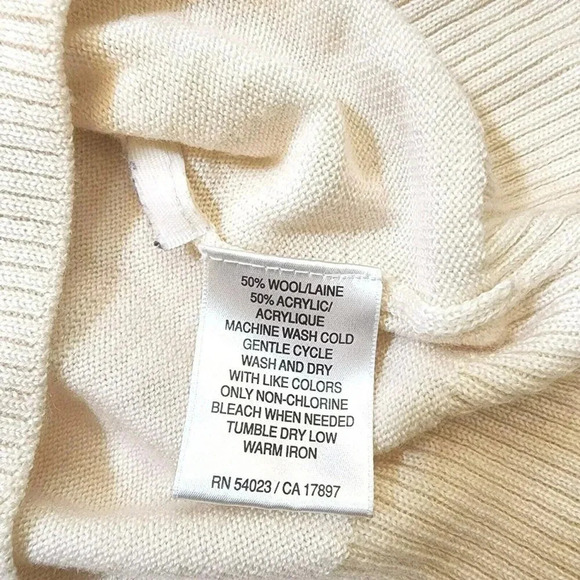 50% WOOL/LAINE
50% ACRYLIC/
ACRYLIQUE
MACHINE WASH COLD
GENTLE CYCLE
WASH AND DRY
WITH LIKE COLORS
ONLY NON-CHLORINE
BLEACH WHEN NEEDED
TUMBLE DRY LOW
WARM IRON
RN 54023 / CA 17897